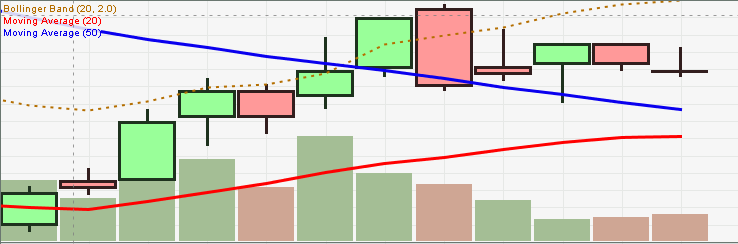 Bollinger Band (20, 2.0)
Moving Average (20)
Moving Average (50)